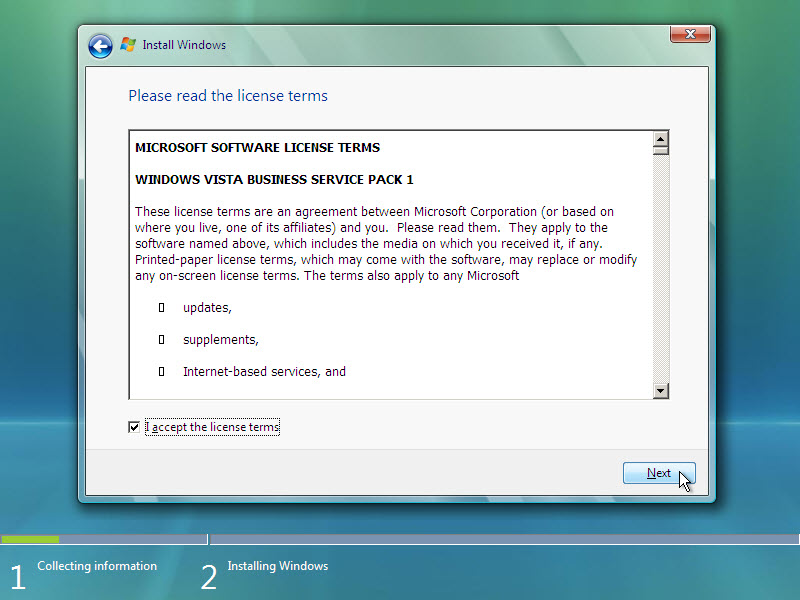 Install Windows
Please read the license terms
MICROSOFT SOFTWARE LICENSE TERMS
WINDOWS VISTA BUSINESS SERVICE PACK 1
These license terms are an agreement between Microsoft Corporation (or based on
where you live, one of its affiliates) and you.  Please read them.  They apply to the
software named above, which includes the media on which you received it, if any.
Printed-paper license terms, which may come with the software, may replace or modify
any on-screen license terms. The terms also apply to any Microsoft
updates,
supplements,
Internet-based services, and
I accept the license terms
Next
1 Collecting information
2 Installing Windows